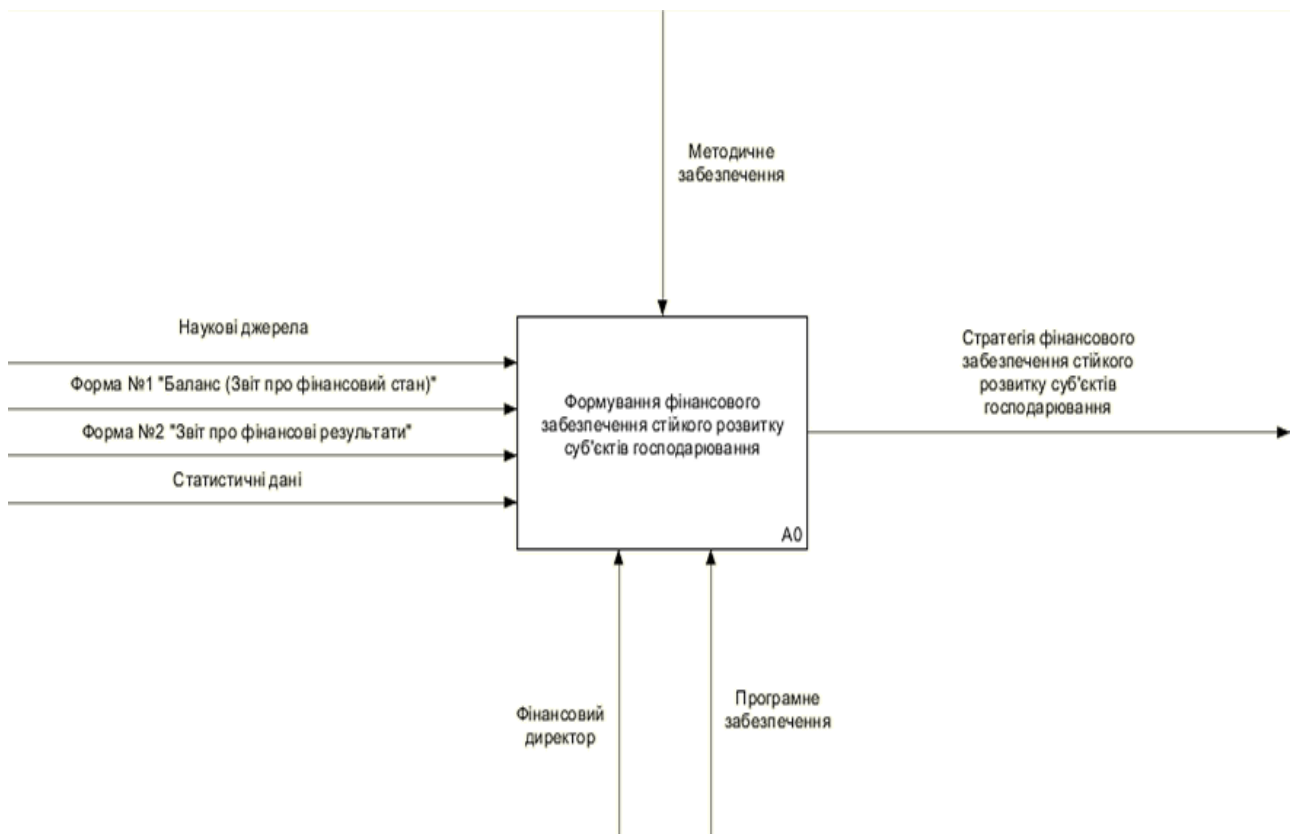 Методичне
забезпечення
Наукові джерела
Форма №1 "Баланс (Звіт про фінансовий стан)"
Форма №2 "Звіт про фінансові результати"
Статистичні дані
Формування фінансового
забезпечення стійкого розвитку
суб'єктів господарювання
А0
Стратегія фінансового
забезпечення стійкого
розвитку суб'єктів
господарювання
Фінансовий
директор
Програмне
забезпечення